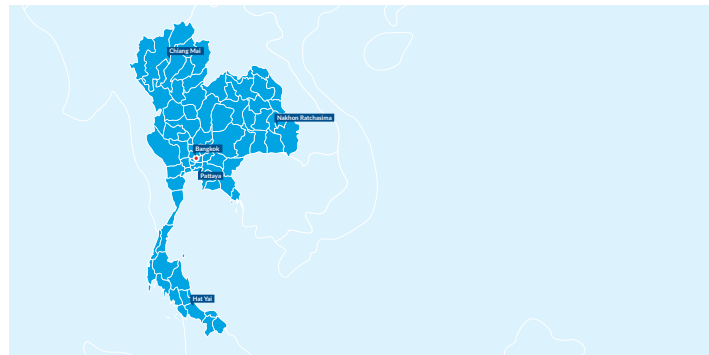 Chiang Mai
Nakhon Ratchasima
Bangkok
Pattaya
Hat Yai